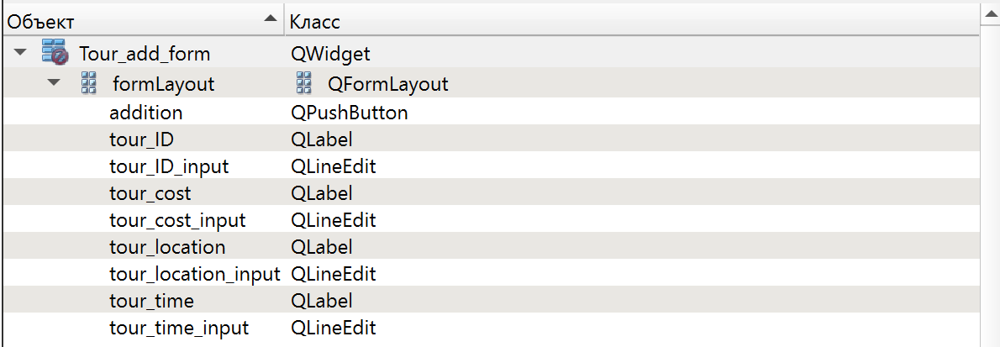 Объект Класс
Tour_add_form QWidget
formLayout QFormLayout
addition QPushButton
tour_ID QLabel
tour_ID_input QLineEdit
tour_cost QLabel
tour_cost_input QLineEdit
tour_location QLabel
tour_location_input QLineEdit
tour_time QLabel
tour_time_input QLineEdit